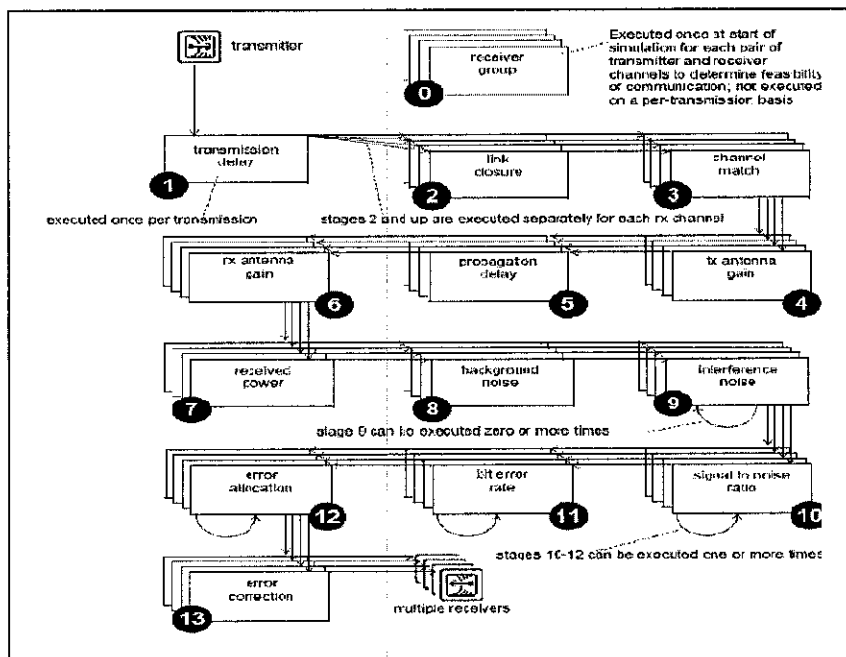 transmitter
receiver
group
0
Executed once at start of
simulation for each pair of
transmitter and receiver
channels to determine feasibility
of communication; not executed
on a per-transmission basis
transmission
delay
1
link
closure
2
channel
match
3
executed once per transmission
stages 2 and up are executed separately for each rx channel
rx antenna
gain
6
propagation
delay
5
tx antenna
gain
4
received
power
7
background
noise
8
interference
noise
9
stage 9 can be executed zero or more times
error
allocation
12
bit error
rate
11
signal to noise
ratio
10
stages 10-12 can be executed one or more times
error
correction
13
multiple receivers